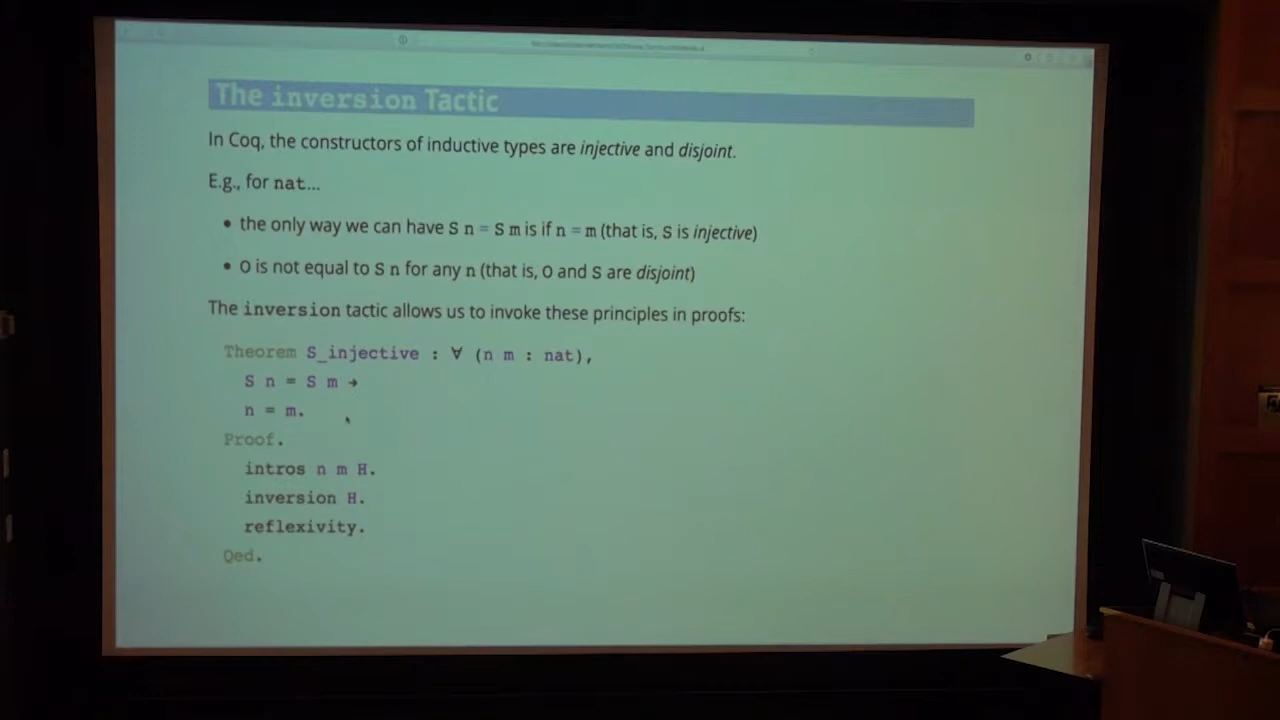 The inversion Tactic
In Coq, the constructors of inductive types are injective and disjoint.
E.g., for nat...
• the only way we can have S n = S m is if n = m (that is, S is injective)
• O is not equal to S n for any n (that is, O and S are disjoint)
The inversion tactic allows us to invoke these principles in proofs:
Theorem S_injective : ∀ (n m : nat),
S n = S m →
n = m.
Proof.
intros n m H.
inversion H.
reflexivity.
Qed.